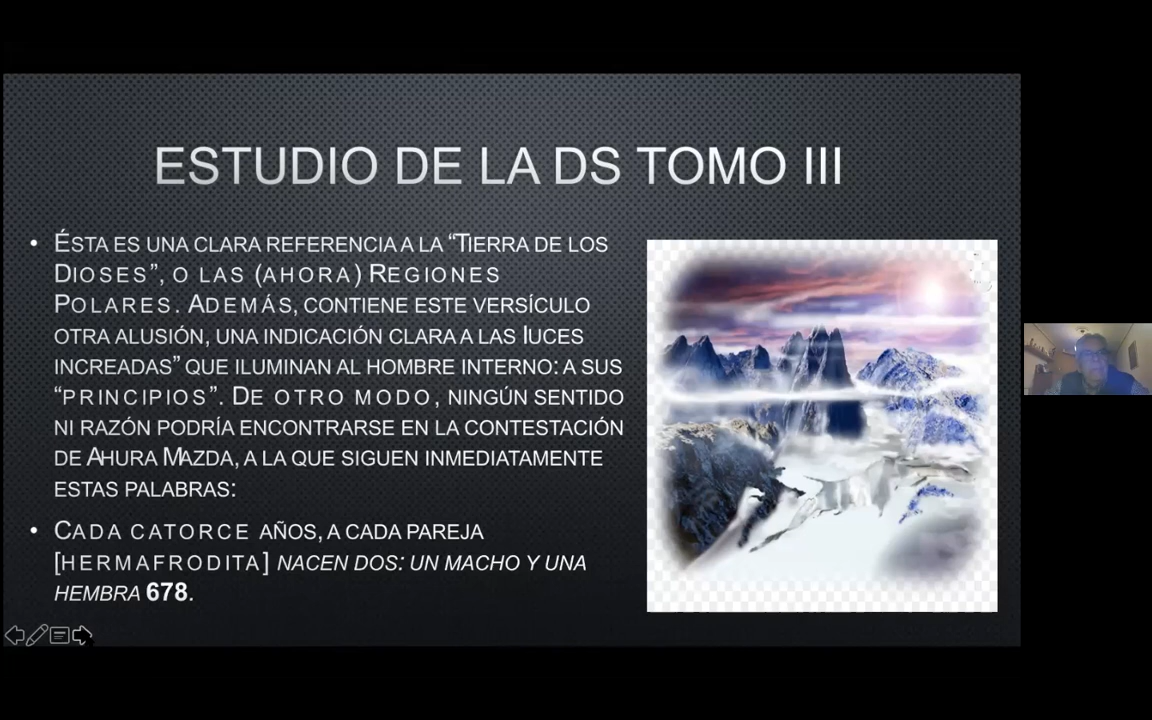 ESTUDIO DE LA DS TOMO III
• ÉSTA ES UNA CLARA REFERENCIA A LA “TIERRA DE LOS
DIOSES”, O LAS (AHORA) REGIONES
POLARES. ADEMÁS, CONTIENE ESTE VERSÍCULO
OTRA ALUSIÓN, UNA INDICACIÓN CLARA A LAS lUCES
INCREADAS” QUE ILUMINAN AL HOMBRE INTERNO: A SUS
“PRINCIPIOS”. DE OTRO MODO, NINGÚN SENTIDO
NI RAZÓN PODRÍA ENCONTRARSE EN LA CONTESTACIÓN
DE AHURA MAZDA, A LA QUE SIGUEN INMEDIATAMENTE
ESTAS PALABRAS:
• CADA CATORCE AÑOS, A CADA PAREJA
[HERMAFRODITA] NACEN DOS: UN MACHO Y UNA
HEMBRA 678.